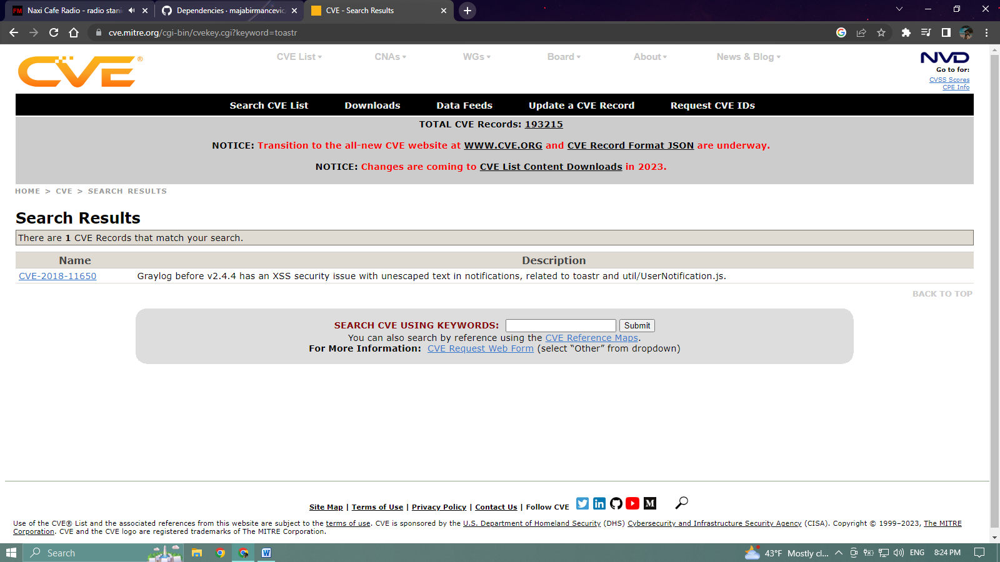 Naxi Cafe Radio - radio stani
Dependencies · majabirmancevic
CVE - Search Results
cve.mitre.org/cgi-bin/cvekey.cgi?keyword=toastr
CVE®
CVE List
CNAs
WGs
Board
About
News & Blog
NVD
Go to for:
CVSS Scores
CPE Info
Search CVE List
Downloads
Data Feeds
Update a CVE Record
Request CVE IDs
TOTAL CVE Records: 193215
NOTICE: Transition to the all-new CVE website at WWW.CVE.ORG and CVE Record Format JSON are underway.
NOTICE: Changes are coming to CVE List Content Downloads in 2023.
HOME > CVE > SEARCH RESULTS
Search Results
There are 1 CVE Records that match your search.
Name Description
CVE-2018-11650 Graylog before v2.4.4 has an XSS security issue with unescaped text in notifications, related to toastr and util/UserNotification.js.
BACK TO TOP
SEARCH CVE USING KEYWORDS: Submit
You can also search by reference using the CVE Reference Maps.
For More Information: CVE Request Web Form (select “Other” from dropdown)
Site Map | Terms of Use | Privacy Policy | Contact Us | Follow CVE
Use of the CVE® List and the associated references from this website are subject to the terms of use. CVE is sponsored by the U.S. Department of Homeland Security (DHS) Cybersecurity and Infrastructure Security Agency (CISA). Copyright © 1999–2023, The MITRE
Corporation. CVE and the CVE logo are registered trademarks of The MITRE Corporation.
Search
43°F Mostly cl...
ENG
8:24 PM